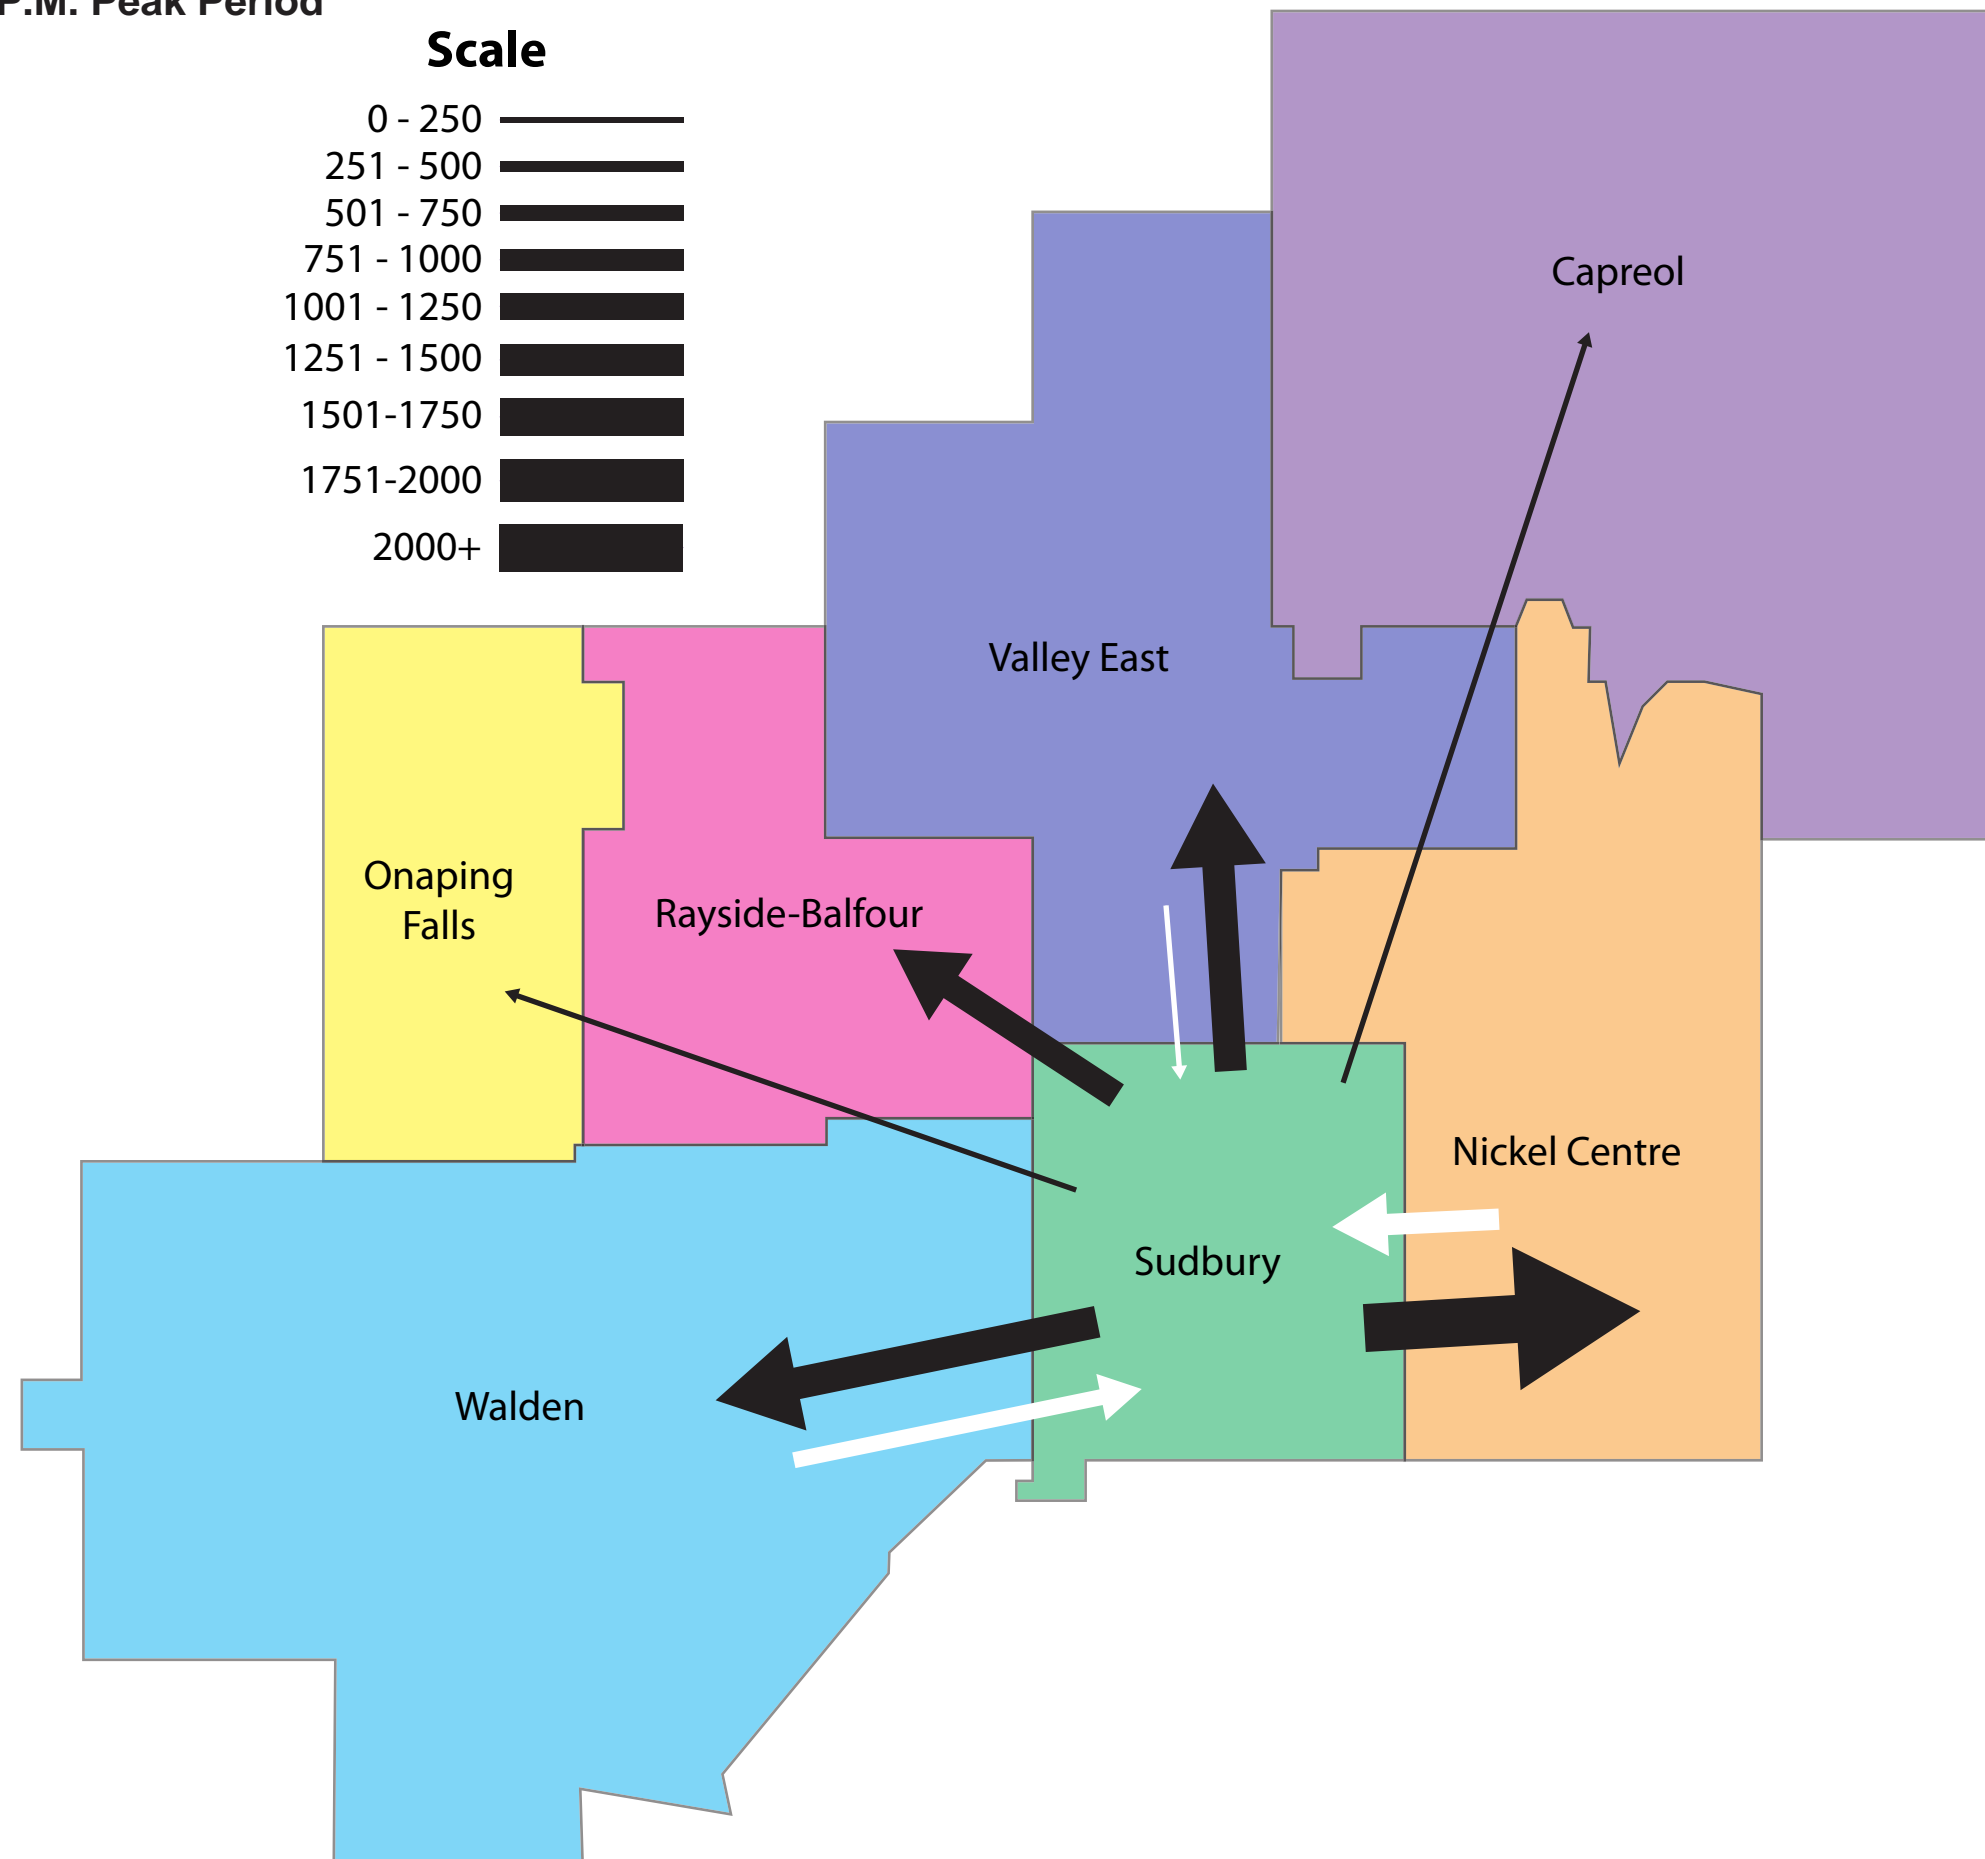 P.M. Peak Period
Scale
0 - 250
251 - 500
501 - 750
751 - 1000
1001 - 1250
1251 - 1500
1501-1750
1751-2000
2000+
Capreol
Valley East
Onaping
Falls
Rayside-Balfour
Nickel Centre
Sudbury
Walden